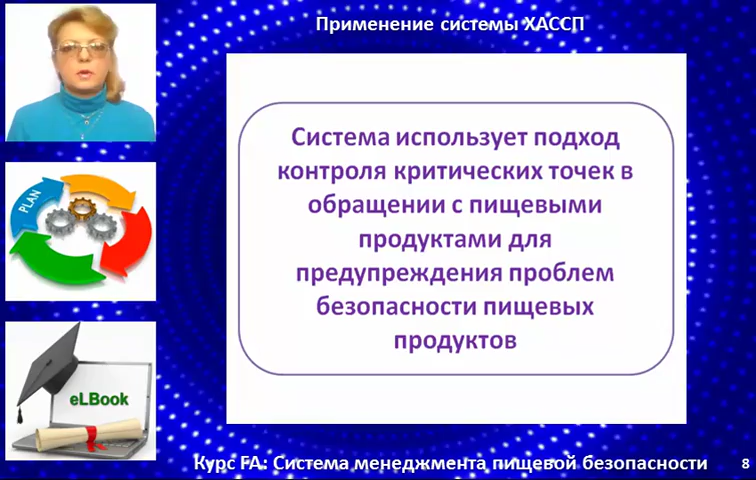 Применение системы ХАССП
Система использует подход
контроля критических точек в
обращении с пищевыми
продуктами для
предупреждения проблем
безопасности пищевых
продуктов
PLAN
eLBook
Курс FA: Система менеджмента пищевой безопасности
8